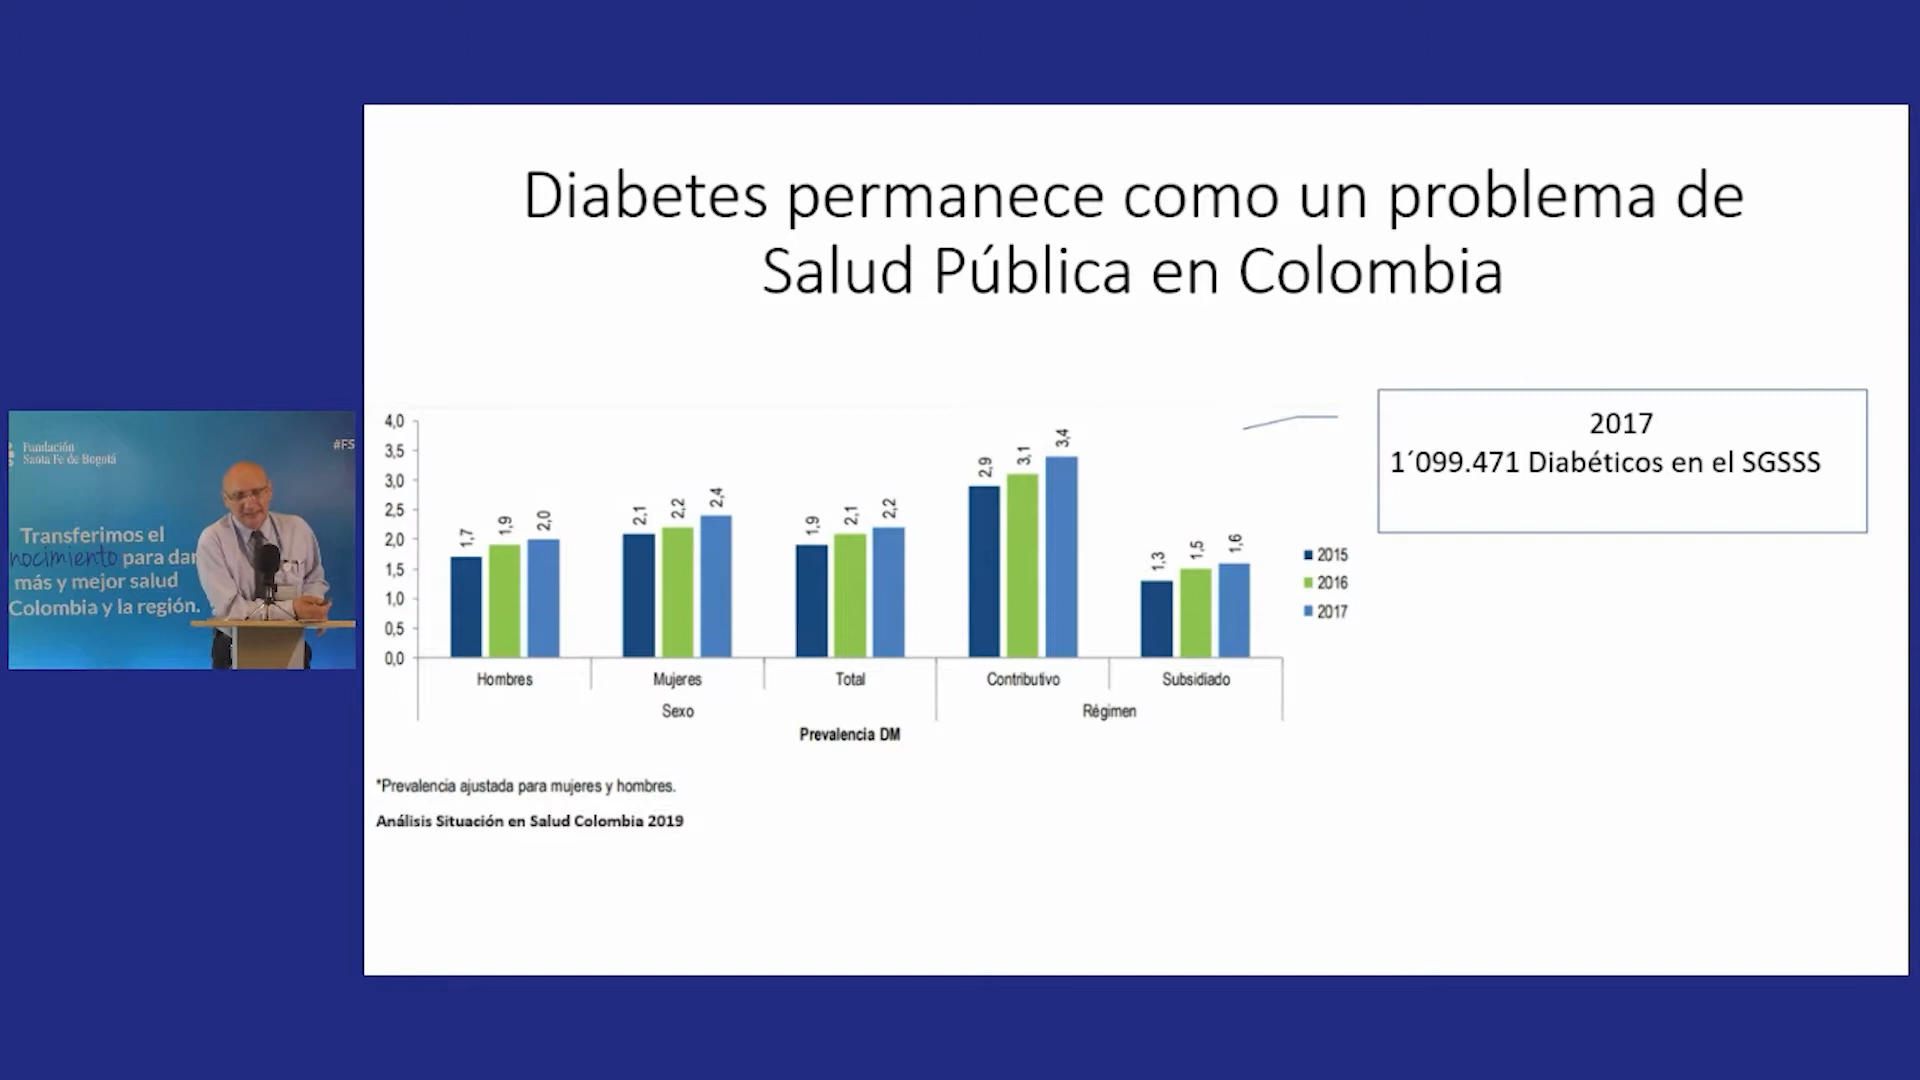 Diabetes permanece como un problema de
Salud Pública en Colombia
Fundación
Santa Fe de Bogotá
#FS
Transferimos el
nocimiento para dar
más y mejor salud
Colombia y la región.
4,0
3,5
3,0
2,5
2,0
1,5
1,0
0,5
0,0
1,7 1,9 2,0
2,1 2,2 2,4
1,9 2,1 2,2
2,9 3,1 3,4
1,3 1,5 1,6
Hombres Mujeres Total Contributivo Subsidiado
Sexo Régimen
Prevalencia DM
2015
2016
2017
2017
1´099.471 Diabéticos en el SGSSS
*Prevalencia ajustada para mujeres y hombres.
Análisis Situación en Salud Colombia 2019